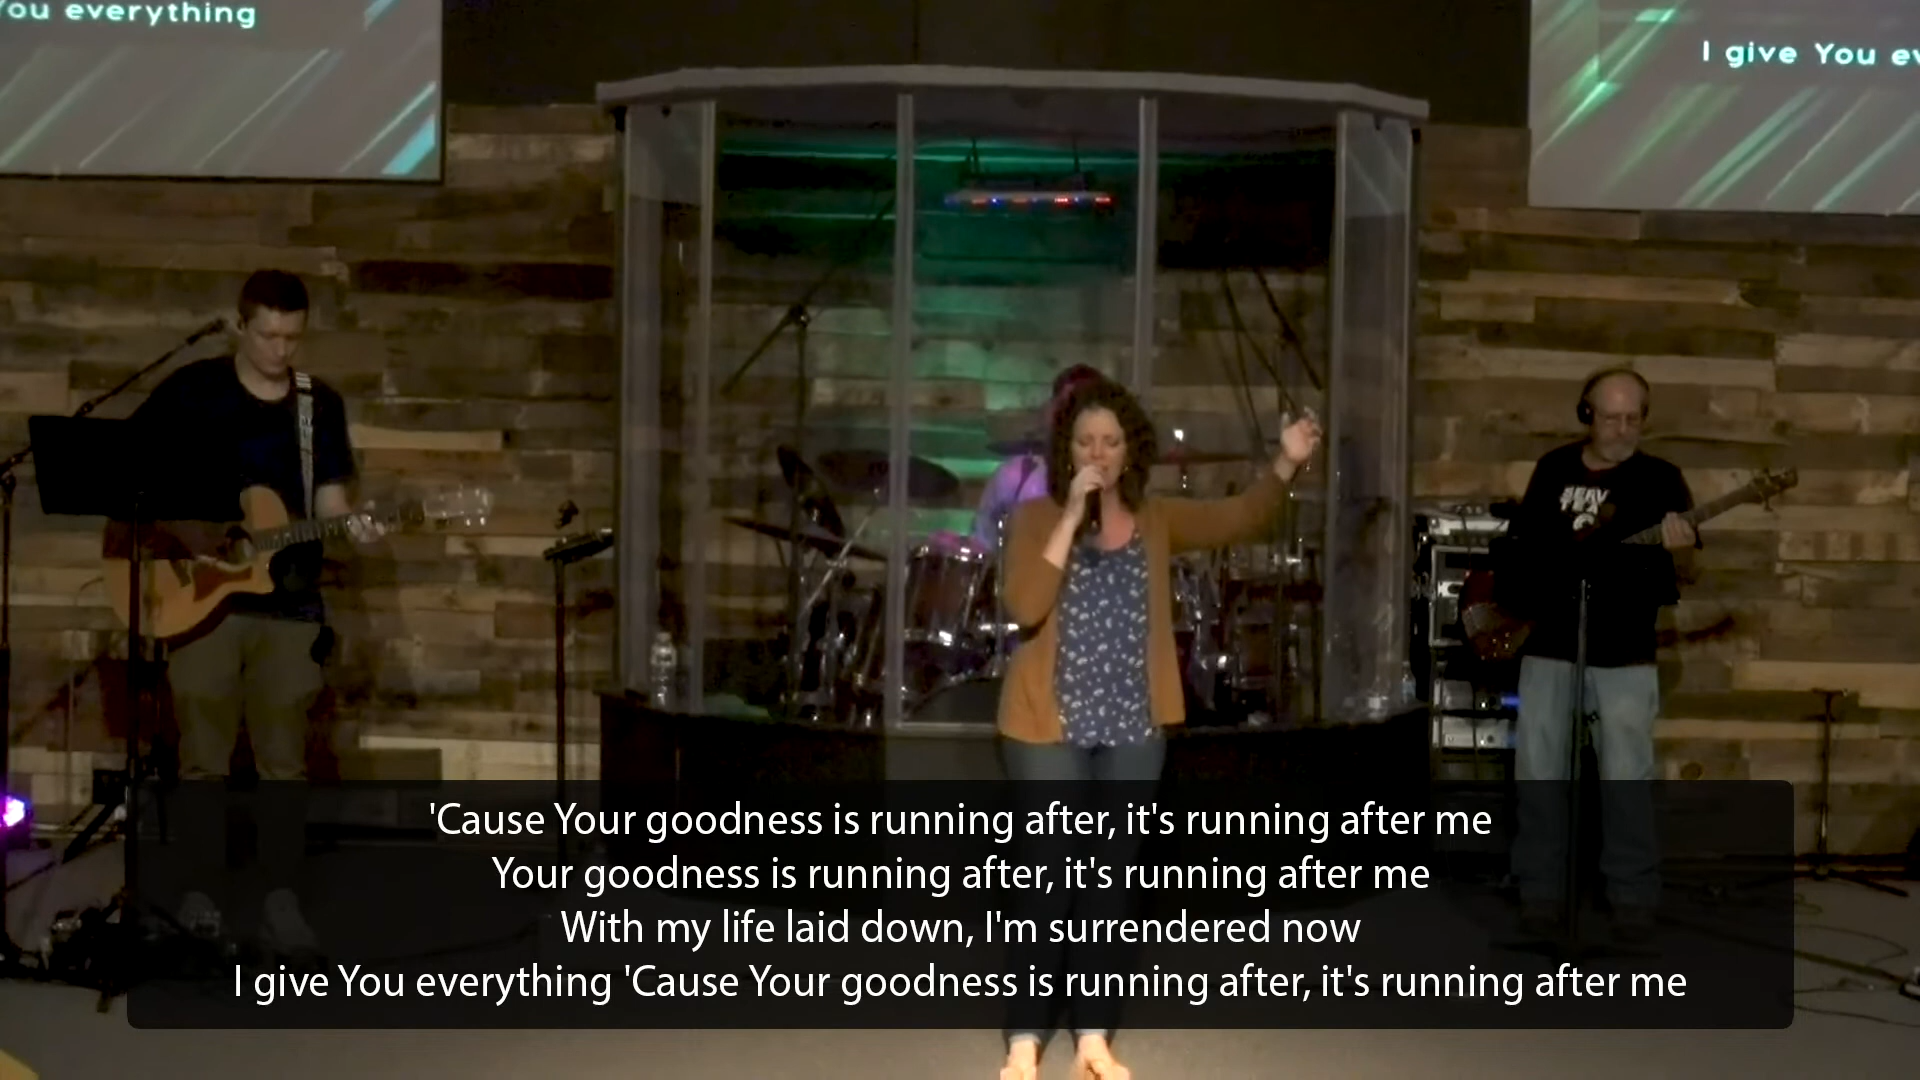 You everything
I give You
SERV
TEA
'Cause Your goodness is running after, it's running after me
Your goodness is running after, it's running after me
With my life laid down, I'm surrendered now
I give You everything 'Cause Your goodness is running after, it's running after me